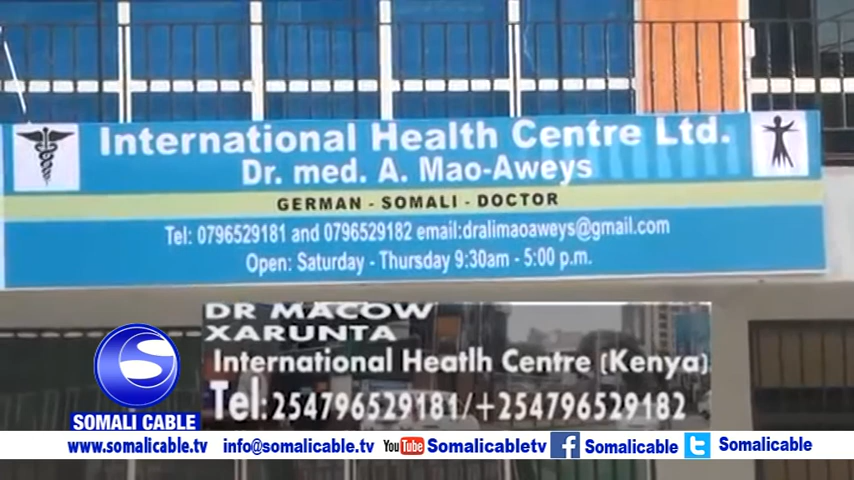 International Health Centre Ltd.
Dr. med. A. Mao-Aweys
GERMAN - SOMALI - DOCTOR
Tel: 0796529181 and 0796529182 email:dralimaoaweys@gmail.com
Open: Saturday - Thursday 9:30am - 5:00 p.m.
DR MACOW
XARUNTA
International Heatlh Centre (Kenya)
Tel:254796529181/+254796529182
S
SOMALI CABLE
www.somalicable.tv info@somalicable.tv YouTube Somalicabletv f Somalicable t Somalicable